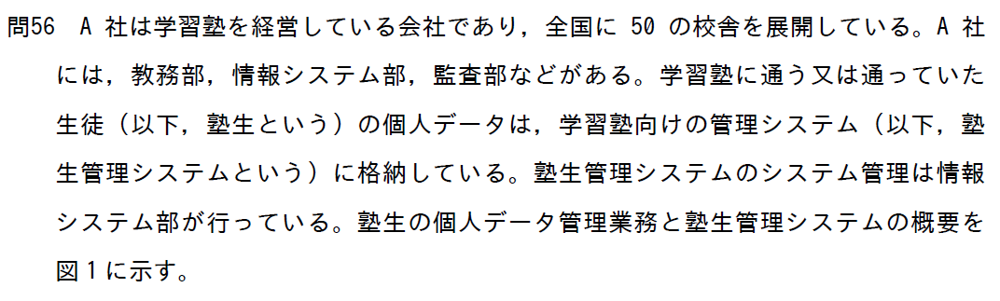 問56 A 社は学習塾を経営している会社であり，全国に 50 の校舎を展開している。A 社
には，教務部，情報システム部，監査部などがある。学習塾に通う又は通っていた
生徒（以下，塾生という）の個人データは，学習塾向けの管理システム（以下，塾
生管理システムという）に格納している。塾生管理システムのシステム管理は情報
システム部が行っている。塾生の個人データ管理業務と塾生管理システムの概要を
図１に示す。